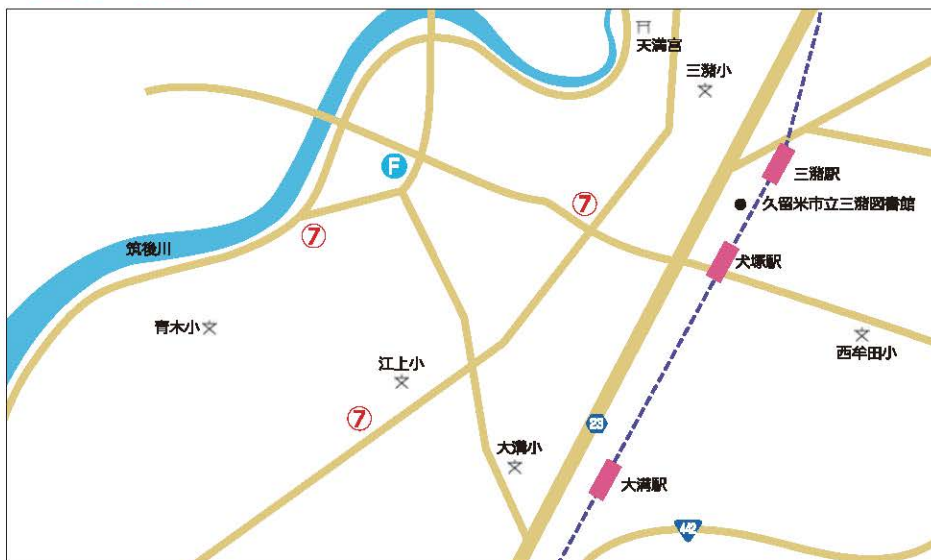 天満宮
三潴小
三潴駅
久留米市立三潴図書館
F
7
7
筑後川
犬塚駅
青木小
西牟田小
江上小
7
23
大溝小
大溝駅
442